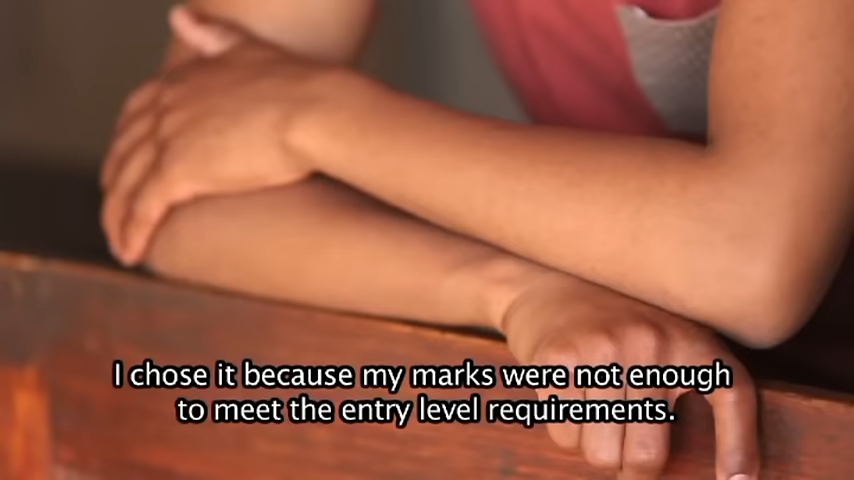 I chose it because my marks were not enough
to meet the entry level requirements.